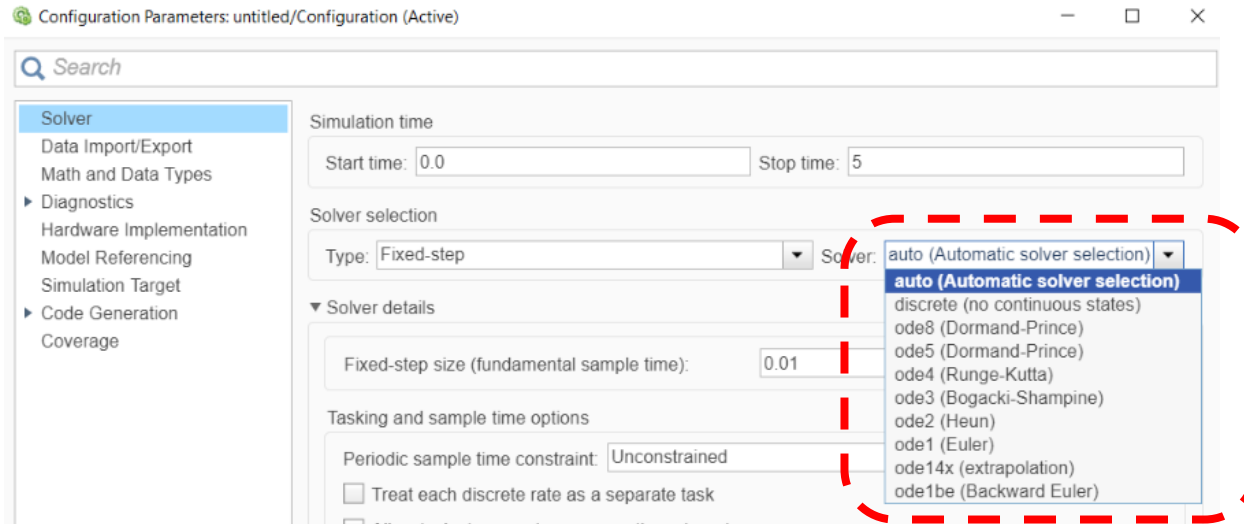 Configuration Parameters: untitled/Configuration (Active)
Search
Solver
Data Import/Export
Math and Data Types
Diagnostics
Hardware Implementation
Model Referencing
Simulation Target
Code Generation
Coverage
Simulation time
Start time: 0.0 Stop time: 5
Solver selection
Type: Fixed-step Solver: auto (Automatic solver selection)
auto (Automatic solver selection)
discrete (no continuous states)
ode8 (Dormand-Prince)
ode5 (Dormand-Prince)
ode4 (Runge-Kutta)
ode3 (Bogacki-Shampine)
ode2 (Heun)
ode1 (Euler)
ode14x (extrapolation)
ode1be (Backward Euler)
Solver details
Fixed-step size (fundamental sample time): 0.01
Tasking and sample time options
Periodic sample time constraint: Unconstrained
Treat each discrete rate as a separate task